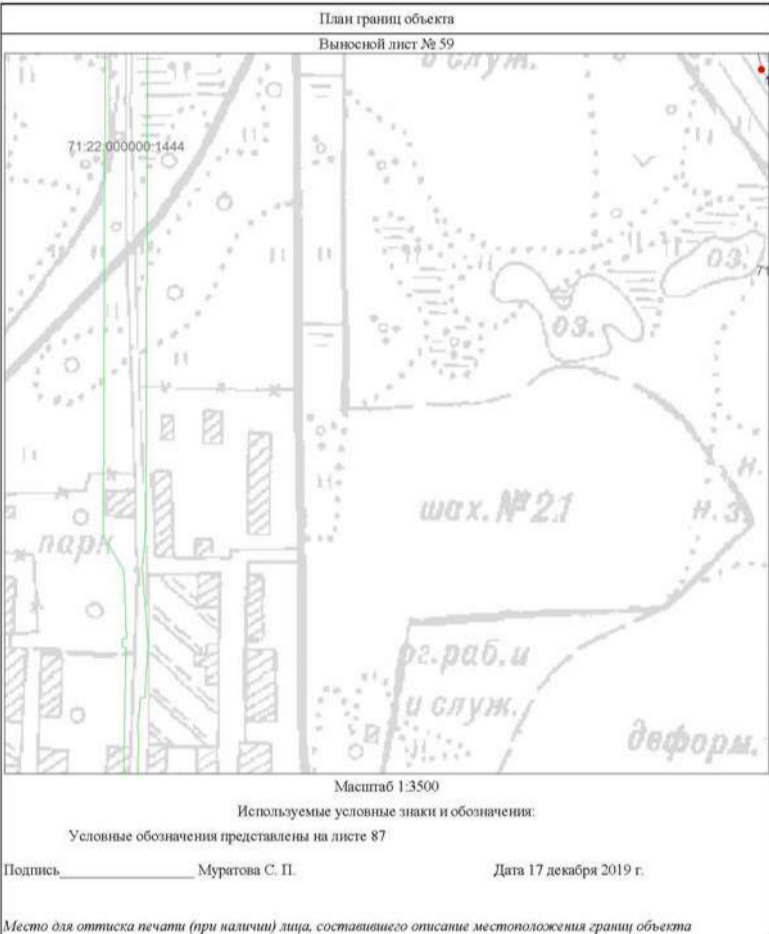 План границ объекта
Выносной лист № 59
и служ.
71:22:000000:1444
оз.
71
оз.
н.
шах. № 21
н. з.
парк
ог. раб. и
и служ.
деформ.
Масштаб 1:3500
Используемые условные знаки и обозначения:
Условные обозначения представлены на листе 87
Подпись____________________ Муратова С. П. Дата 17 декабря 2019 г.
Место для оттиска печати (при наличии) лица, составившего описание местоположения границ объекта